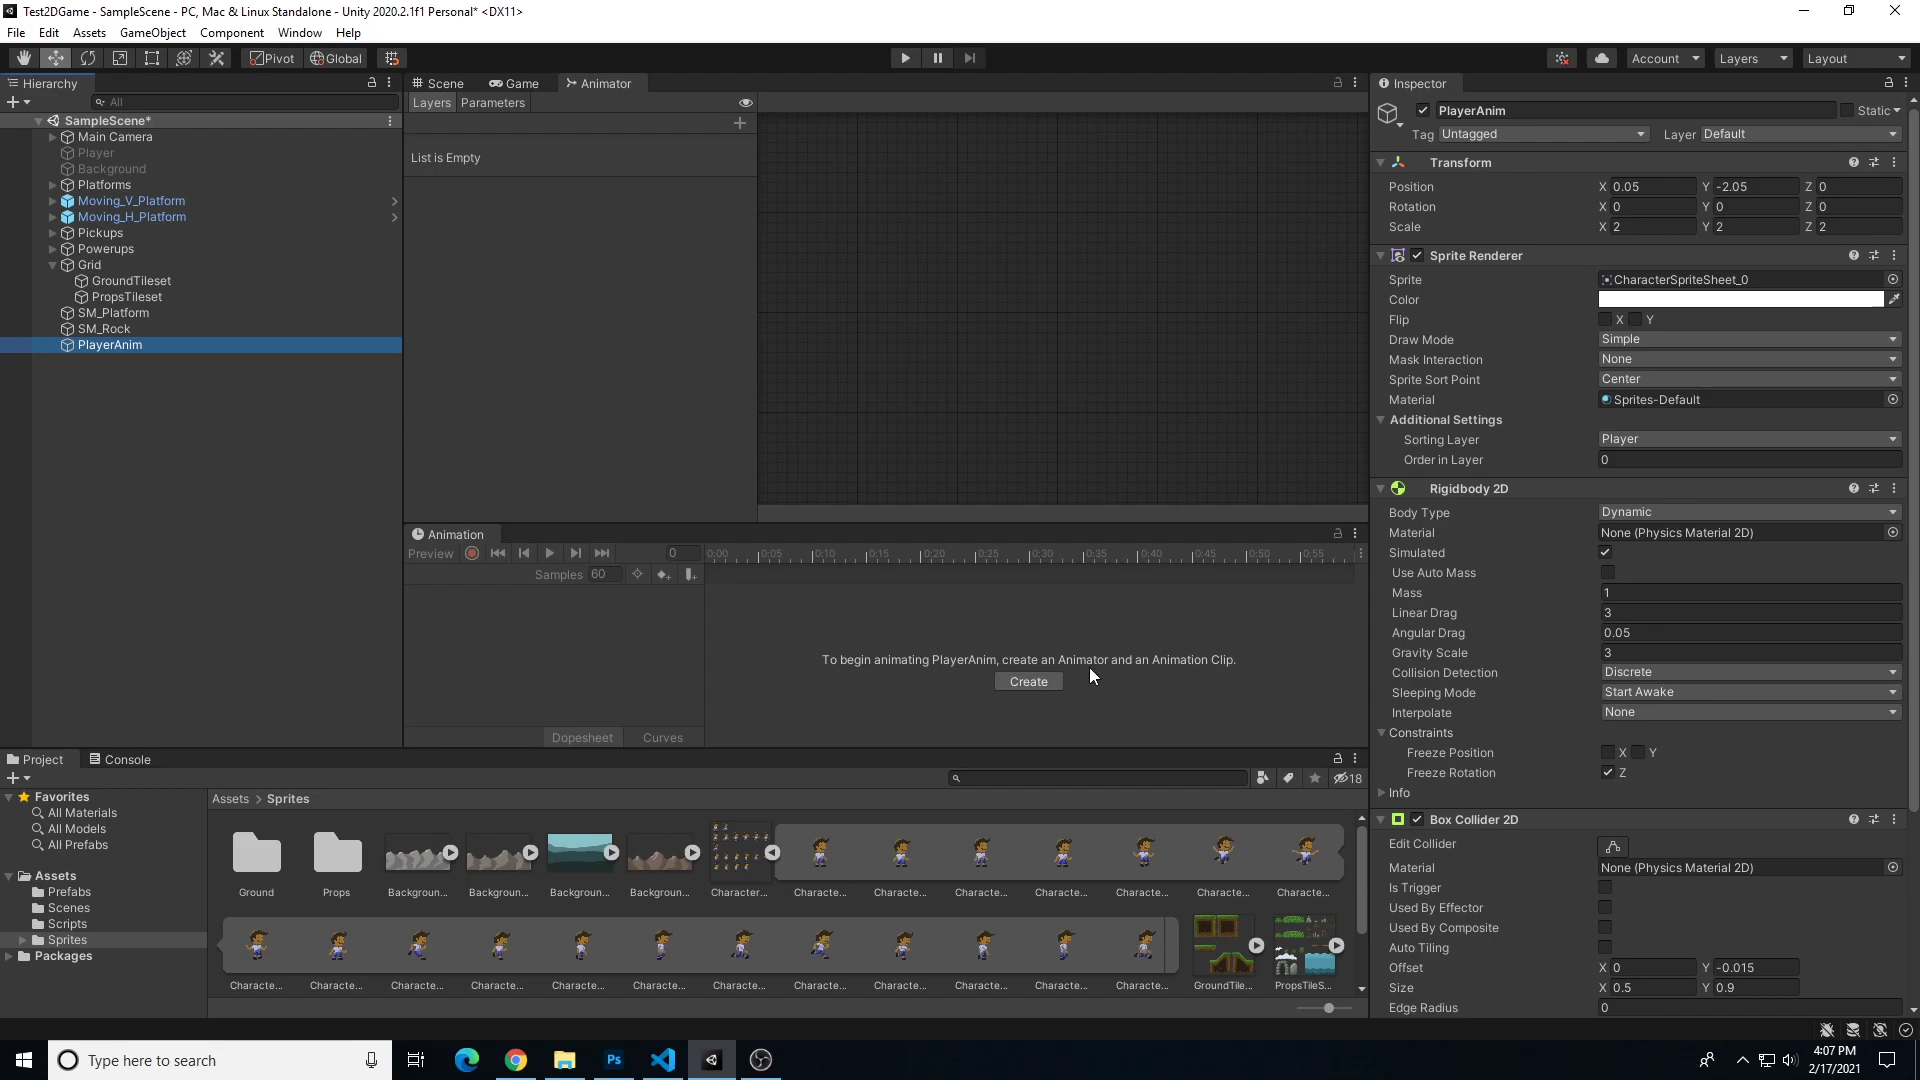 Test2DGame - SampleScene - PC, Mac & Linux Standalone - Unity 2020.2.1f1 Personal* <DX11>
File Edit Assets GameObject Component Window Help
Pivot Global Account Layers Layout
Hierarchy
All
SampleScene*
Main Camera
Player
Background
Platforms
Moving_V_Platform
Moving_H_Platform
Pickups
Powerups
Grid
GroundTileset
PropsTileset
SM_Platform
SM_Rock
PlayerAnim
Scene Game Animator
Layers Parameters
List is Empty
Animation
Preview 0 0:00 0:05 0:10 0:15 0:20 0:25 0:30 0:35 0:40 0:45 0:50 0:55
Samples 60
To begin animating PlayerAnim, create an Animator and an Animation Clip.
Create
Dopesheet Curves
Inspector
PlayerAnim Static
Tag Untagged Layer Default
Transform
Position X 0.05 Y -2.05 Z 0
Rotation X 0 Y 0 Z 0
Scale X 2 Y 2 Z 2
Sprite Renderer
Sprite CharacterSpriteSheet_0
Color
Flip X Y
Draw Mode Simple
Mask Interaction None
Sprite Sort Point Center
Material Sprites-Default
Additional Settings
Sorting Layer Player
Order in Layer 0
Rigidbody 2D
Body Type Dynamic
Material None (Physics Material 2D)
Simulated
Use Auto Mass
Mass 1
Linear Drag 3
Angular Drag 0.05
Gravity Scale 3
Collision Detection Discrete
Sleeping Mode Start Awake
Interpolate None
Constraints
Freeze Position X Y
Freeze Rotation Z
Info
Box Collider 2D
Edit Collider
Material None (Physics Material 2D)
Is Trigger
Used By Effector
Used By Composite
Auto Tiling
Offset X 0 Y -0.015
Size X 0.5 Y 0.9
Edge Radius 0
Project Console
18
Favorites
All Materials
All Models
All Prefabs
Assets
Prefabs
Scenes
Scripts
Sprites
Packages
Assets > Sprites
Ground Props Backgroun... Backgroun... Backgroun... Backgroun... Character... Characte... Characte... Characte... Characte... Characte... Characte... Characte...
Characte... Characte... Characte... Characte... Characte... Characte... Characte... Characte... Characte... Characte... Characte... Characte... GroundTile... PropsTileS...
Type here to search
Ps
4:07 PM
2/17/2021